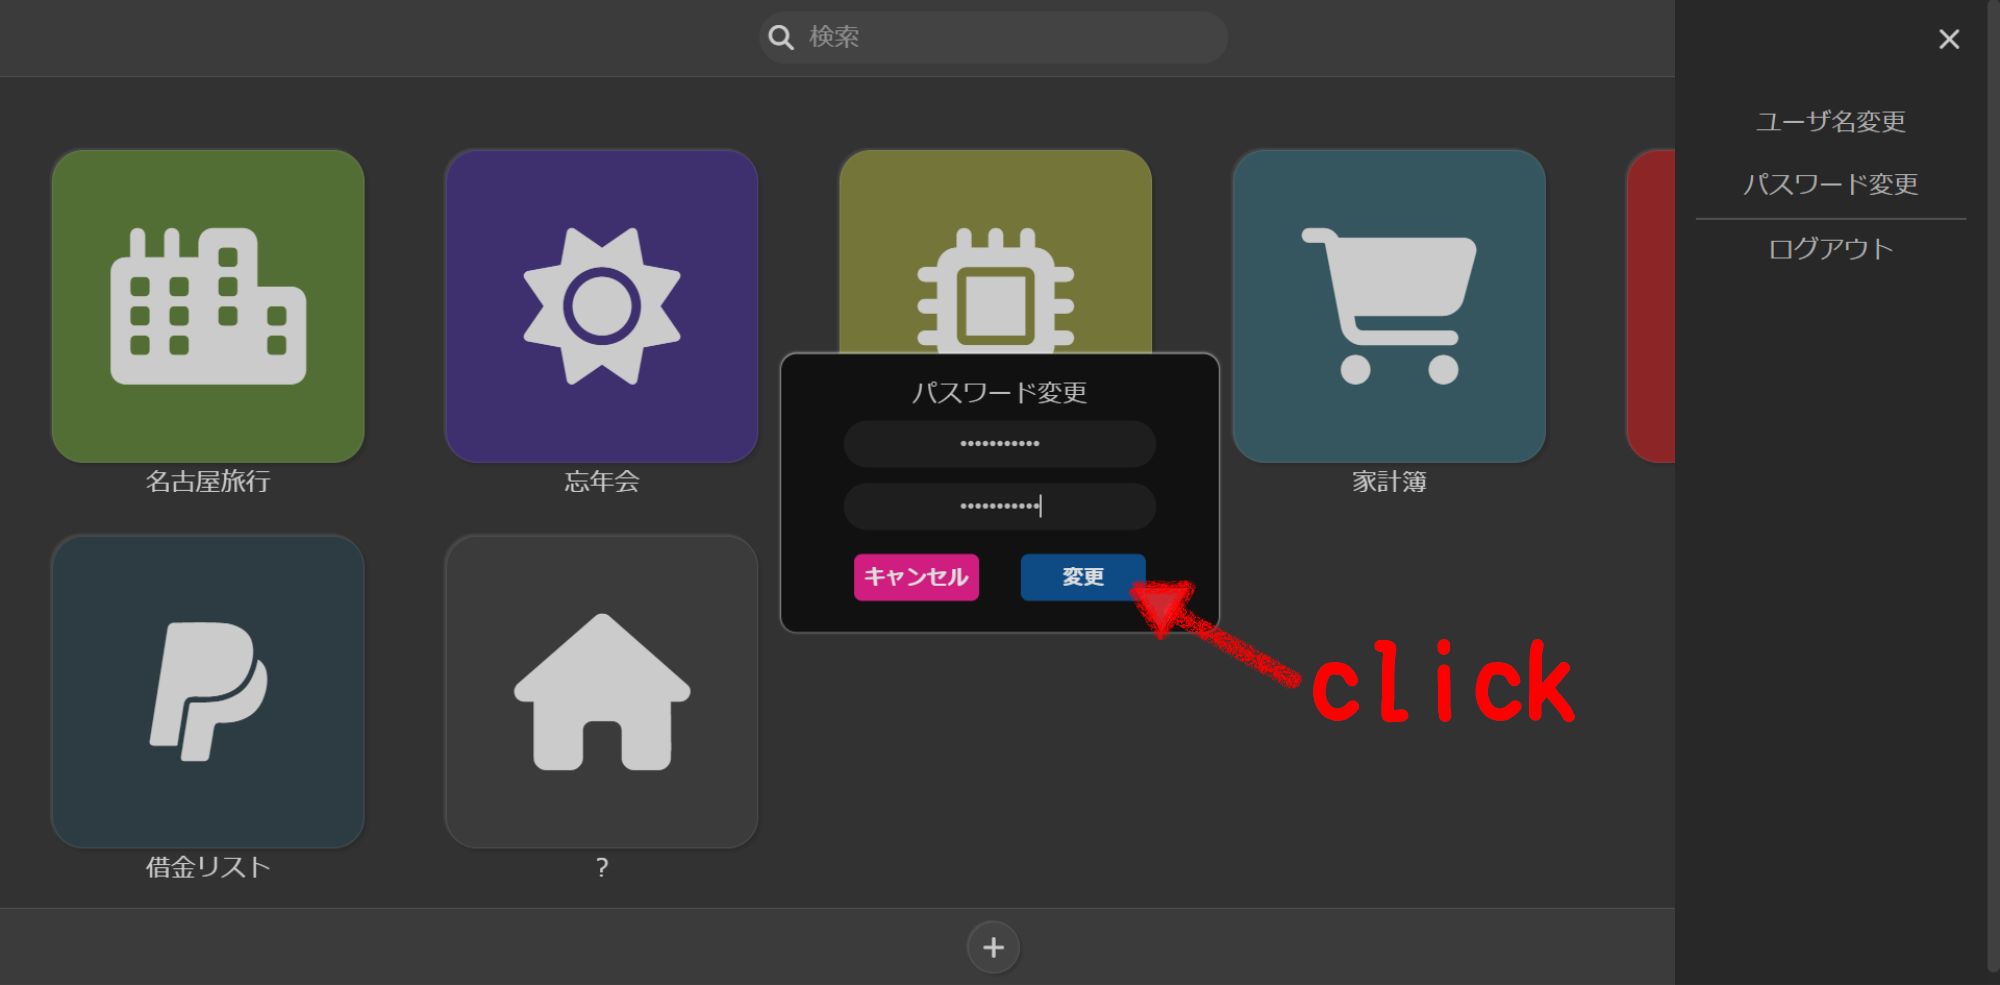 検索
ユーザ名変更
パスワード変更
ログアウト
名古屋旅行
忘年会
家計簿
パスワード変更
•••••••••••
•••••••••••
キャンセル
変更
click
借金リスト
?